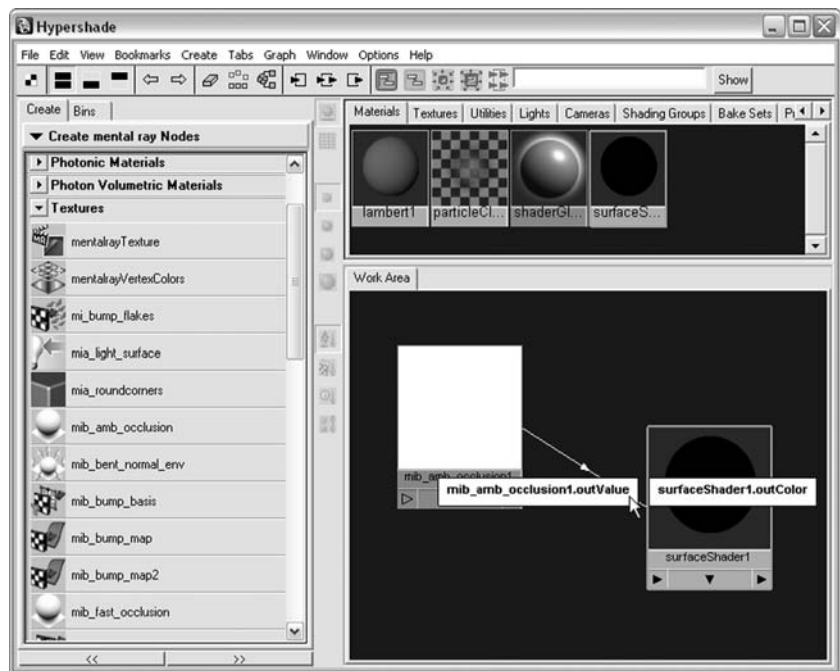 Hypershade
File Edit View Bookmarks Create Tabs Graph Window Options Help
Show
Create Bins
Create mental ray Nodes
Photonic Materials
Photon Volumetric Materials
Textures
mentalrayTexture
mentalrayVertexColors
mi_bump_flakes
mia_light_surface
mia_roundcorners
mib_amb_occlusion
mib_bent_normal_env
mib_bump_basis
mib_bump_map
mib_bump_map2
mib_fast_occlusion
<< >>
Materials Textures Utilities Lights Cameras Shading Groups Bake Sets
lambert1 particleCl... shaderGl... surfaceS...
Work Area
mib_amb_occlusion1
mib_amb_occlusion1.outValue surfaceShader1.outColor
surfaceShader1